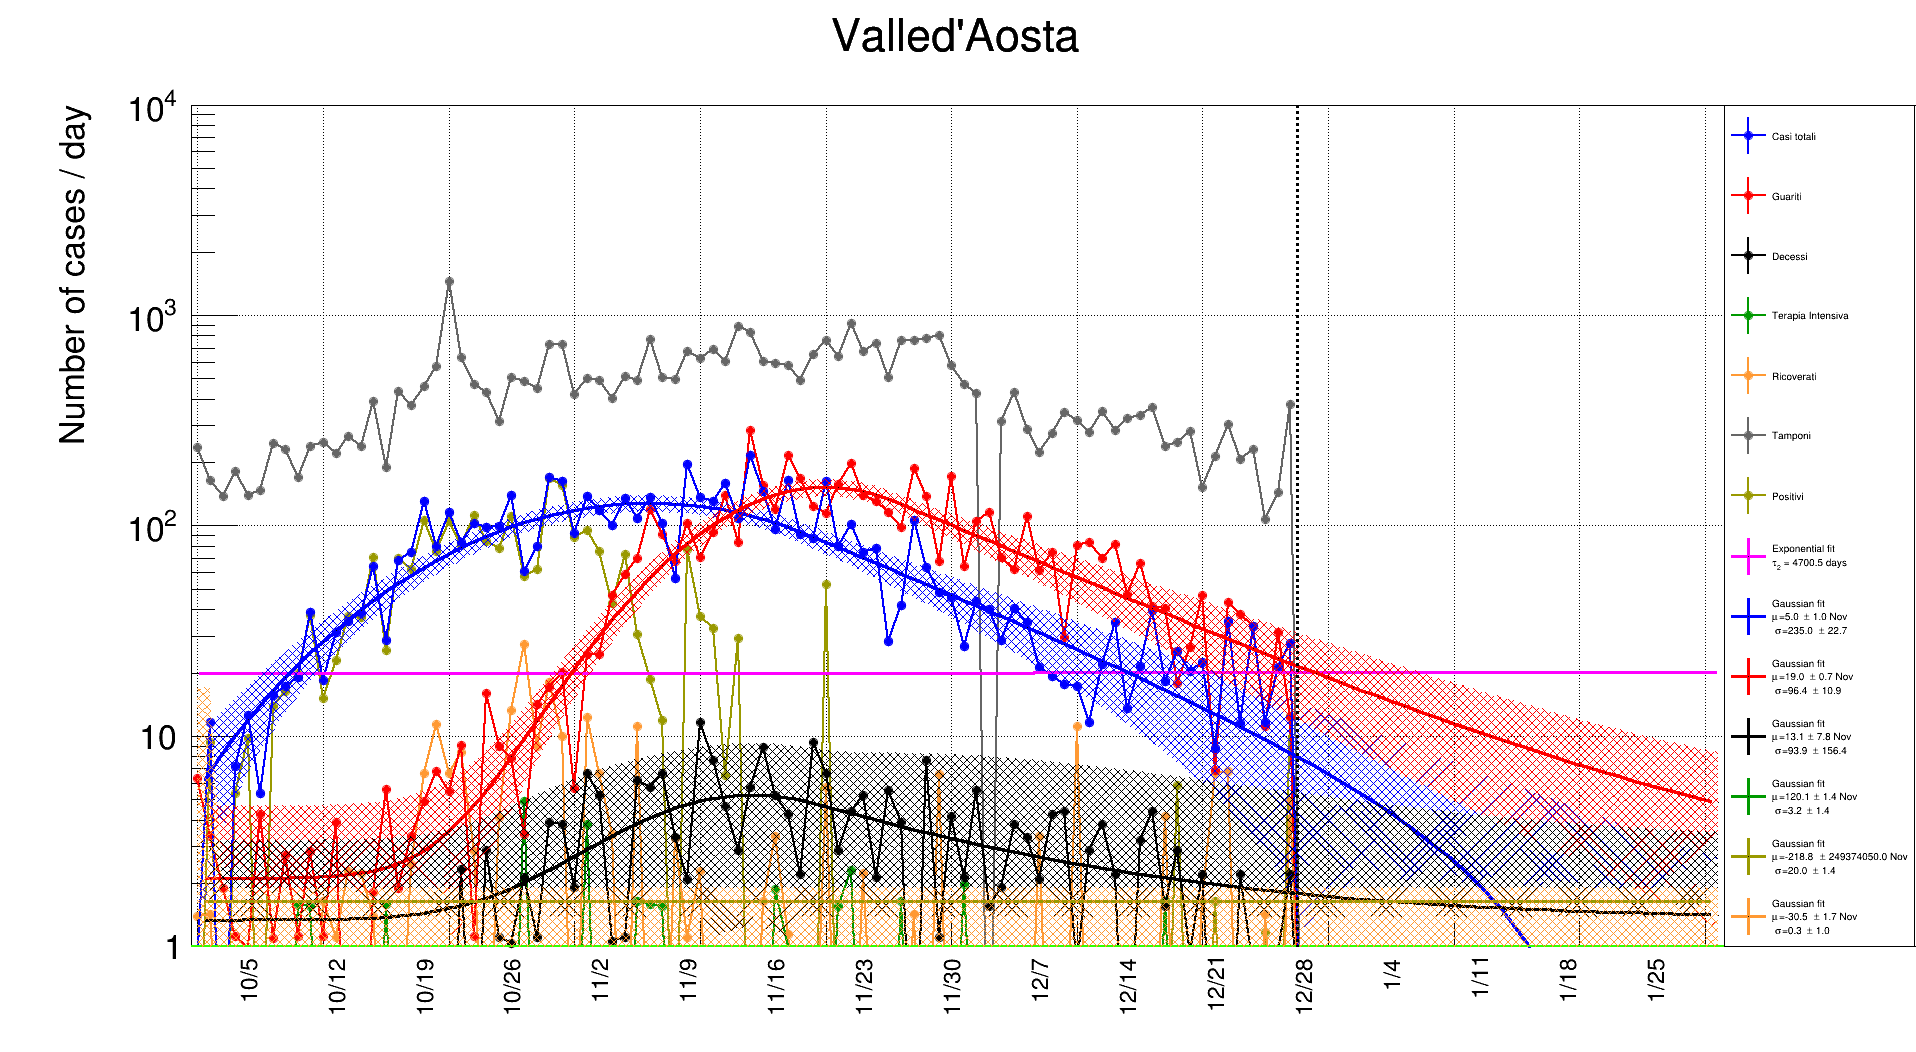 Valled'Aosta
Number of cases / day
10^4
10^3
10^2
10
1
10/5
10/12
10/19
10/26
11/2
11/9
11/16
11/23
11/30
12/7
12/14
12/21
12/28
1/4
1/11
1/18
1/25
Casi totali
Guariti
Decessi
Terapia Intensiva
Ricoverati
Tamponi
Positivi
Exponential fit
τ₂ = 4700.5 days
Gaussian fit
μ=5.0 ± 1.0 Nov
σ=235.0 ± 22.7
Gaussian fit
μ=19.0 ± 0.7 Nov
σ=96.4 ± 10.9
Gaussian fit
μ=13.1 ± 7.8 Nov
σ=93.9 ± 156.4
Gaussian fit
μ=120.1 ± 1.4 Nov
σ=3.2 ± 1.4
Gaussian fit
μ=-218.8 ± 249374050.0 Nov
σ=20.0 ± 1.4
Gaussian fit
μ=-30.5 ± 1.7 Nov
σ=0.3 ± 1.0